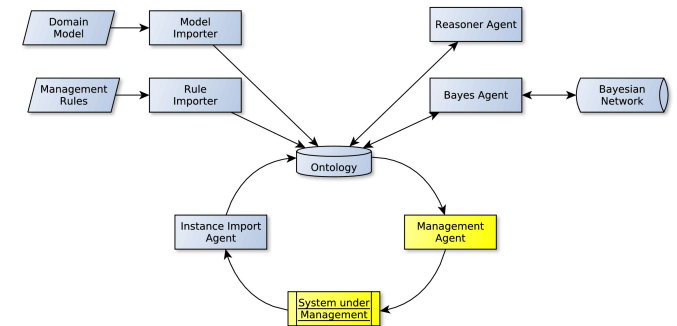 Domain
Model
Model
Importer
Reasoner Agent
Management
Rules
Rule
Importer
Bayes Agent
Bayesian
Network
Ontology
Instance Import
Agent
Management
Agent
System under
Management